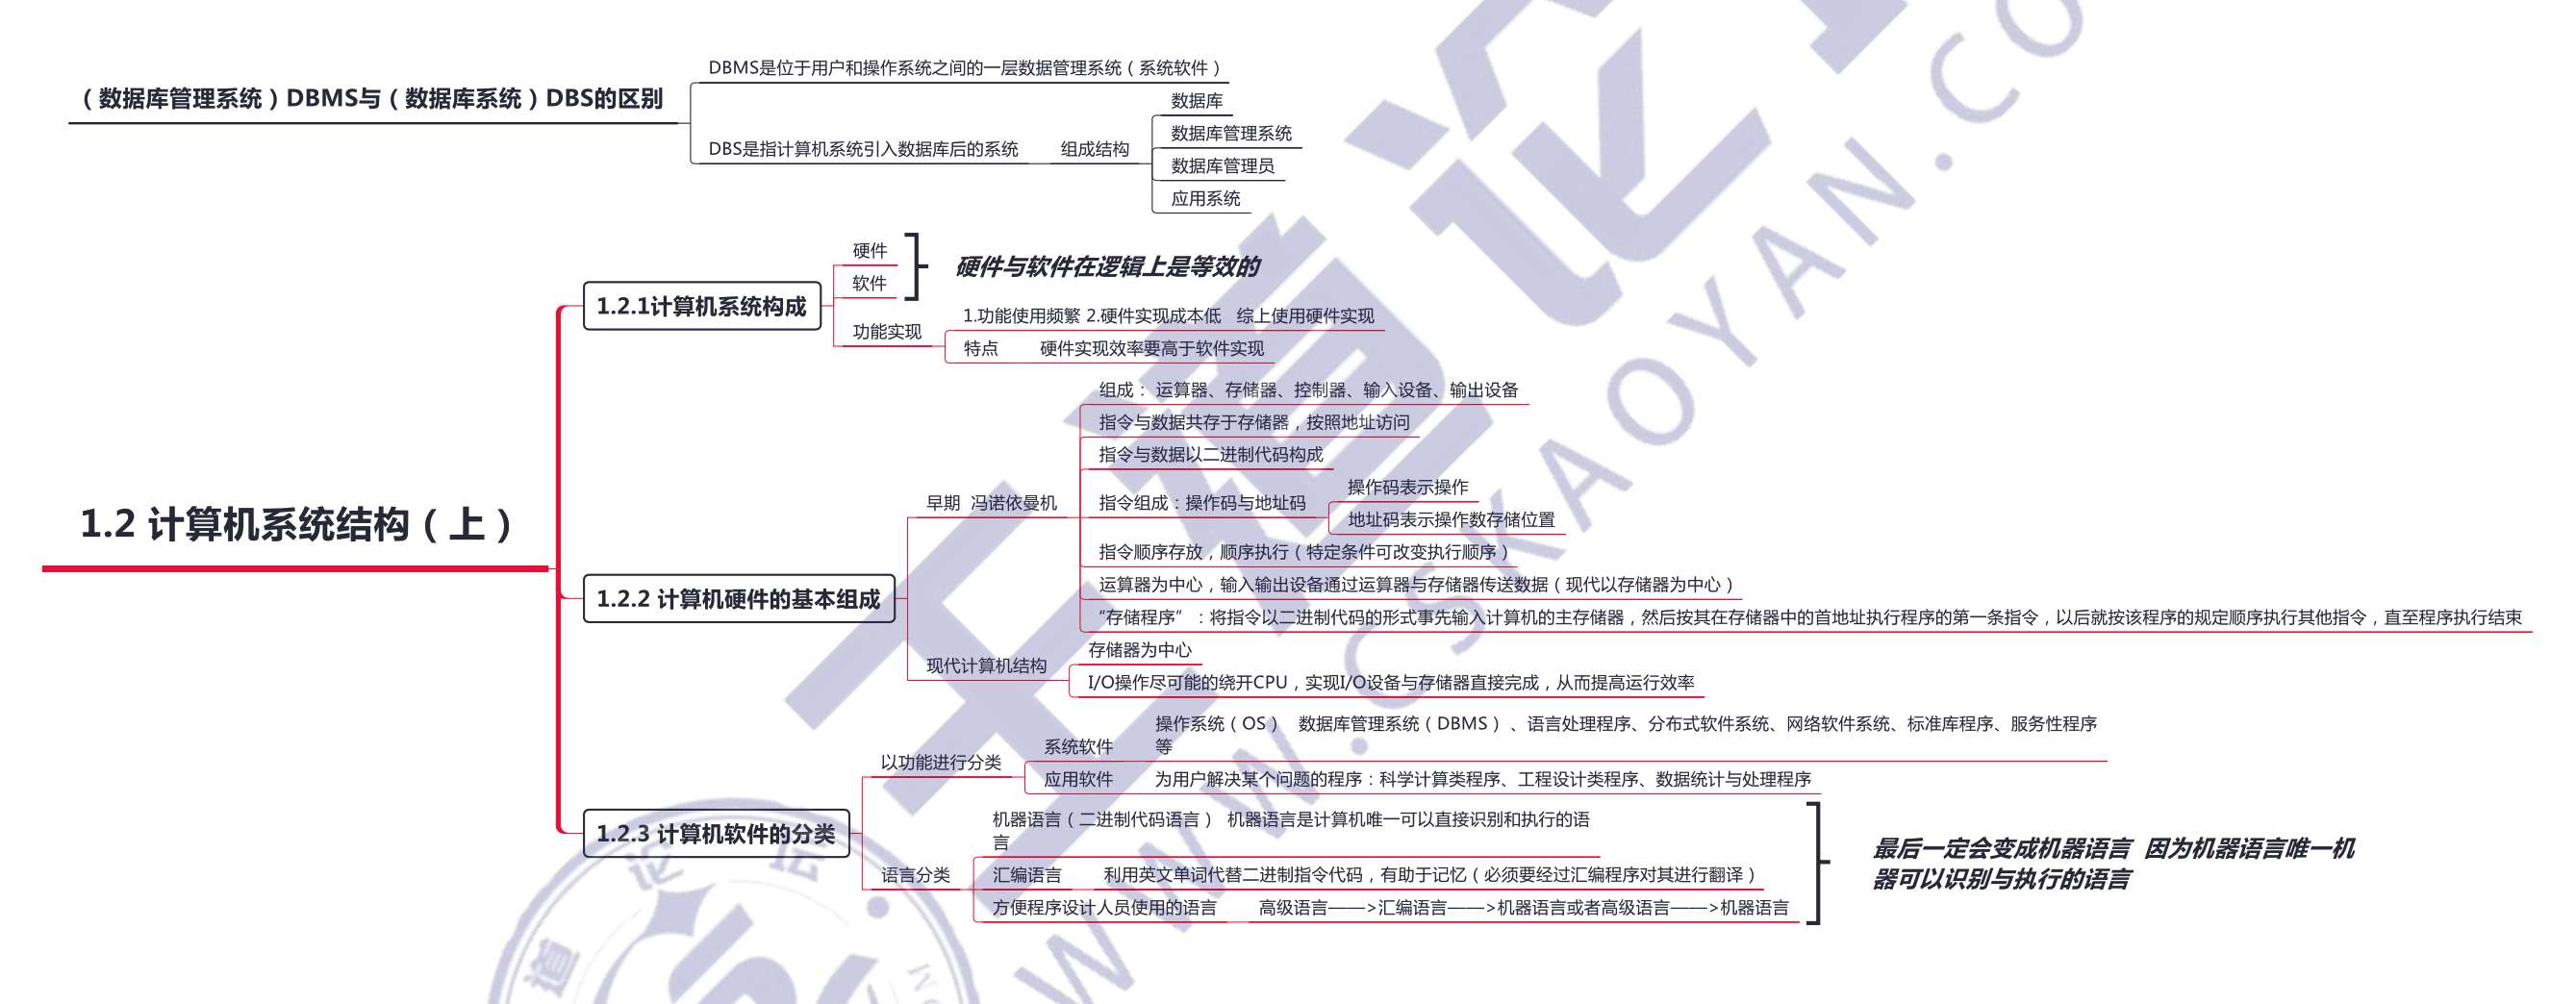 DBMS是位于用户和操作系统之间的一层数据管理系统（系统软件）
（数据库管理系统）DBMS与（数据库系统）DBS的区别
数据库
数据库管理系统
DBS是指计算机系统引入数据库后的系统
组成结构
数据库管理员
应用系统
硬件
软件
硬件与软件在逻辑上是等效的
1.2.1计算机系统构成
功能实现
1.功能使用频繁 2.硬件实现成本低 综上使用硬件实现
特点
硬件实现效率要高于软件实现
1.2 计算机系统结构（上）
1.2.2 计算机硬件的基本组成
早期 冯诺依曼机
组成：运算器、存储器、控制器、输入设备、输出设备
指令与数据共存于存储器，按照地址访问
指令与数据以二进制代码构成
指令组成：操作码与地址码
操作码表示操作
地址码表示操作数存储位置
指令顺序存放，顺序执行（特定条件可改变执行顺序）
运算器为中心，输入输出设备通过运算器与存储器传送数据（现代以存储器为中心）
“存储程序”：将指令以二进制代码的形式事先输入计算机的主存储器，然后按其在存储器中的首地址执行程序的第一条指令，以后就按该程序的规定顺序执行其他指令，直至程序执行结束
现代计算机结构
存储器为中心
I/O操作尽可能的绕开CPU，实现I/O设备与存储器直接完成，从而提高运行效率
1.2.3 计算机软件的分类
以功能进行分类
系统软件
操作系统（OS） 数据库管理系统（DBMS）、语言处理程序、分布式软件系统、网络软件系统、标准库程序、服务性程序
等
应用软件
为用户解决某个问题的程序：科学计算类程序、工程设计类程序、数据统计与处理程序
语言分类
机器语言（二进制代码语言） 机器语言是计算机唯一可以直接识别和执行的语
言
汇编语言
利用英文单词代替二进制指令代码，有助于记忆（必须要经过汇编程序对其进行翻译）
方便程序设计人员使用的语言
高级语言——>汇编语言——>机器语言或者高级语言——>机器语言
最后一定会变成机器语言 因为机器语言唯一机
器可以识别与执行的语言
王道论
WWW.CSKAOYAN.CO
道论坛